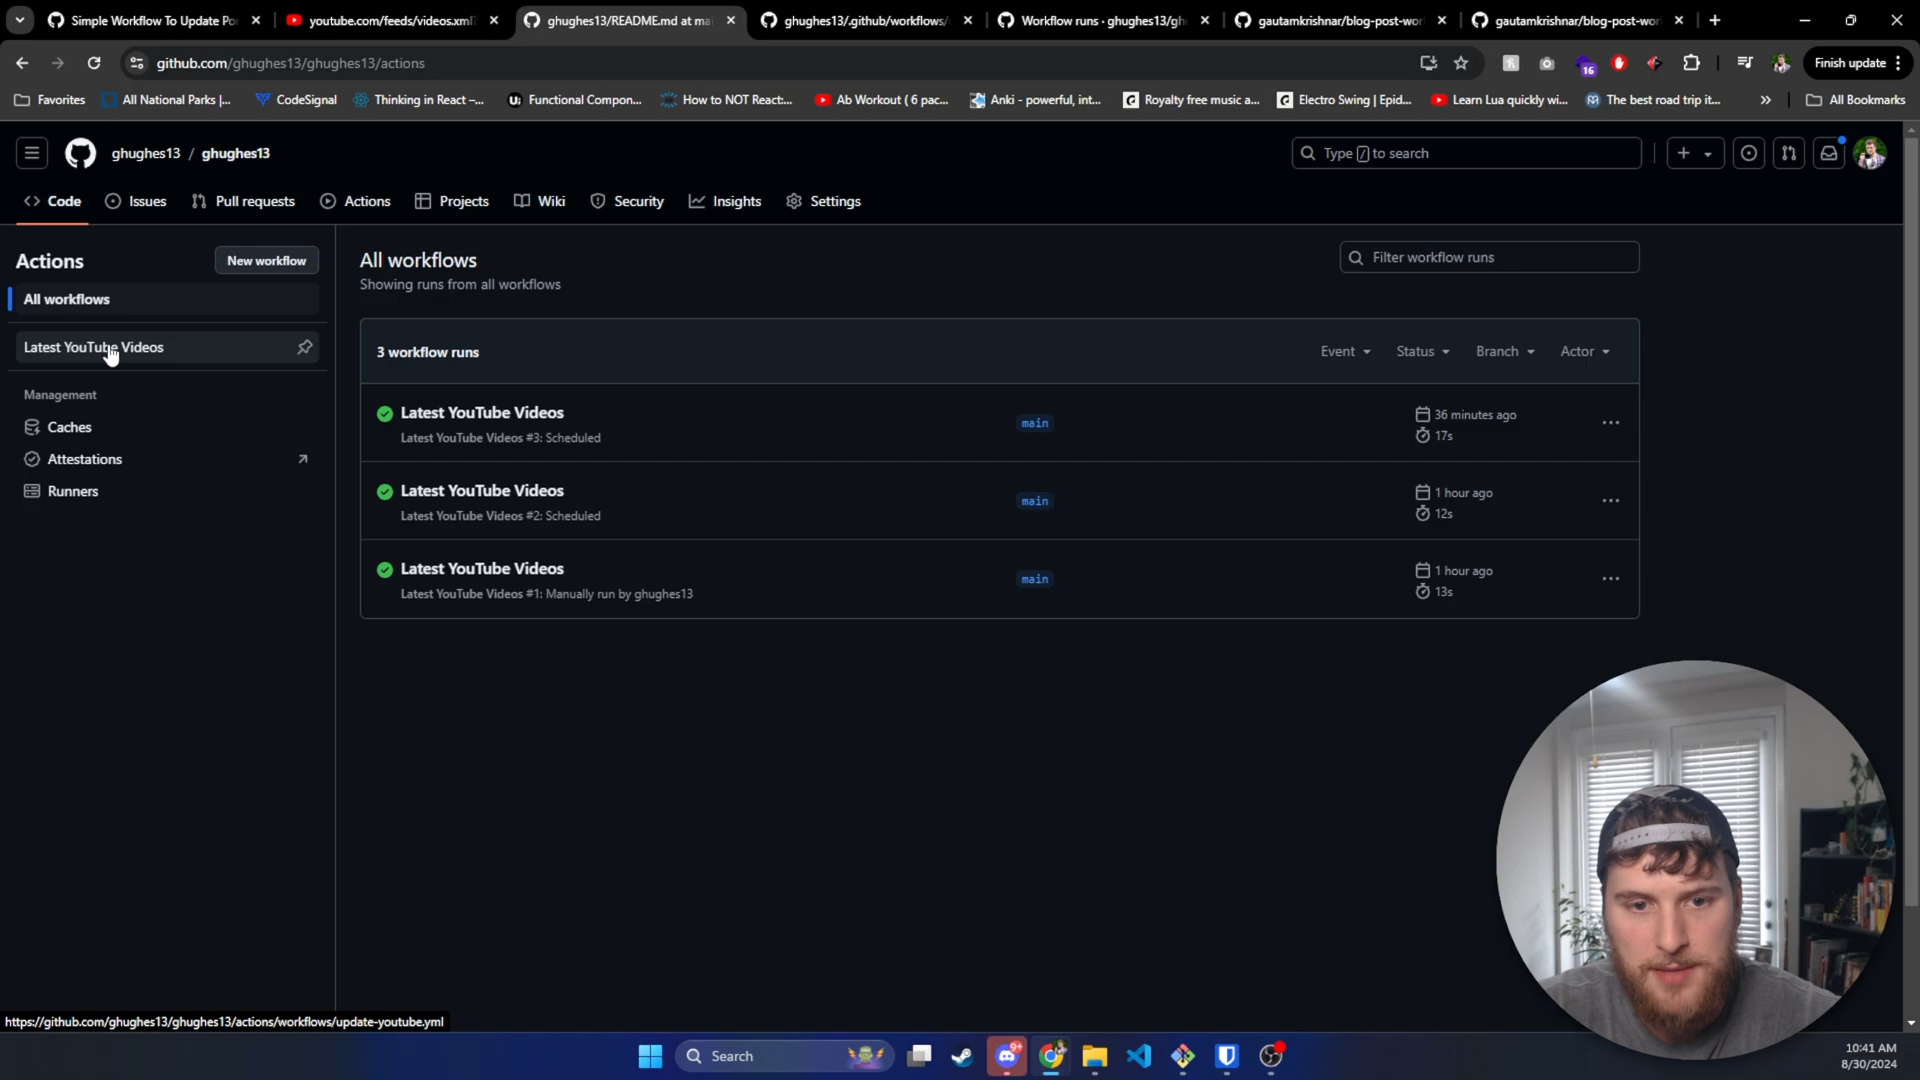 Simple Workflow To Update Po
youtube.com/feeds/videos.xml?
ghughes13/README.md at ma
ghughes13/.github/workflows/
Workflow runs · ghughes13/gh
gautamkrishnar/blog-post-wor
gautamkrishnar/blog-post-wor
github.com/ghughes13/ghughes13/actions
16
Finish update
Favorites
All National Parks |...
CodeSignal
Thinking in React –...
Functional Compon...
How to NOT React:...
Ab Workout ( 6 pac...
Anki - powerful, int...
Royalty free music a...
Electro Swing | Epid...
Learn Lua quickly wi...
The best road trip it...
All Bookmarks
ghughes13 / ghughes13
Type / to search
Code
Issues
Pull requests
Actions
Projects
Wiki
Security
Insights
Settings
Actions
New workflow
All workflows
Latest YouTube Videos
Management
Caches
Attestations
Runners
All workflows
Showing runs from all workflows
Filter workflow runs
3 workflow runs
Event
Status
Branch
Actor
Latest YouTube Videos
Latest YouTube Videos #3: Scheduled
main
36 minutes ago
17s
Latest YouTube Videos
Latest YouTube Videos #2: Scheduled
main
1 hour ago
12s
Latest YouTube Videos
Latest YouTube Videos #1: Manually run by ghughes13
main
1 hour ago
13s
https://github.com/ghughes13/ghughes13/actions/workflows/update-youtube.yml
Search
9+
10:41 AM
8/30/2024